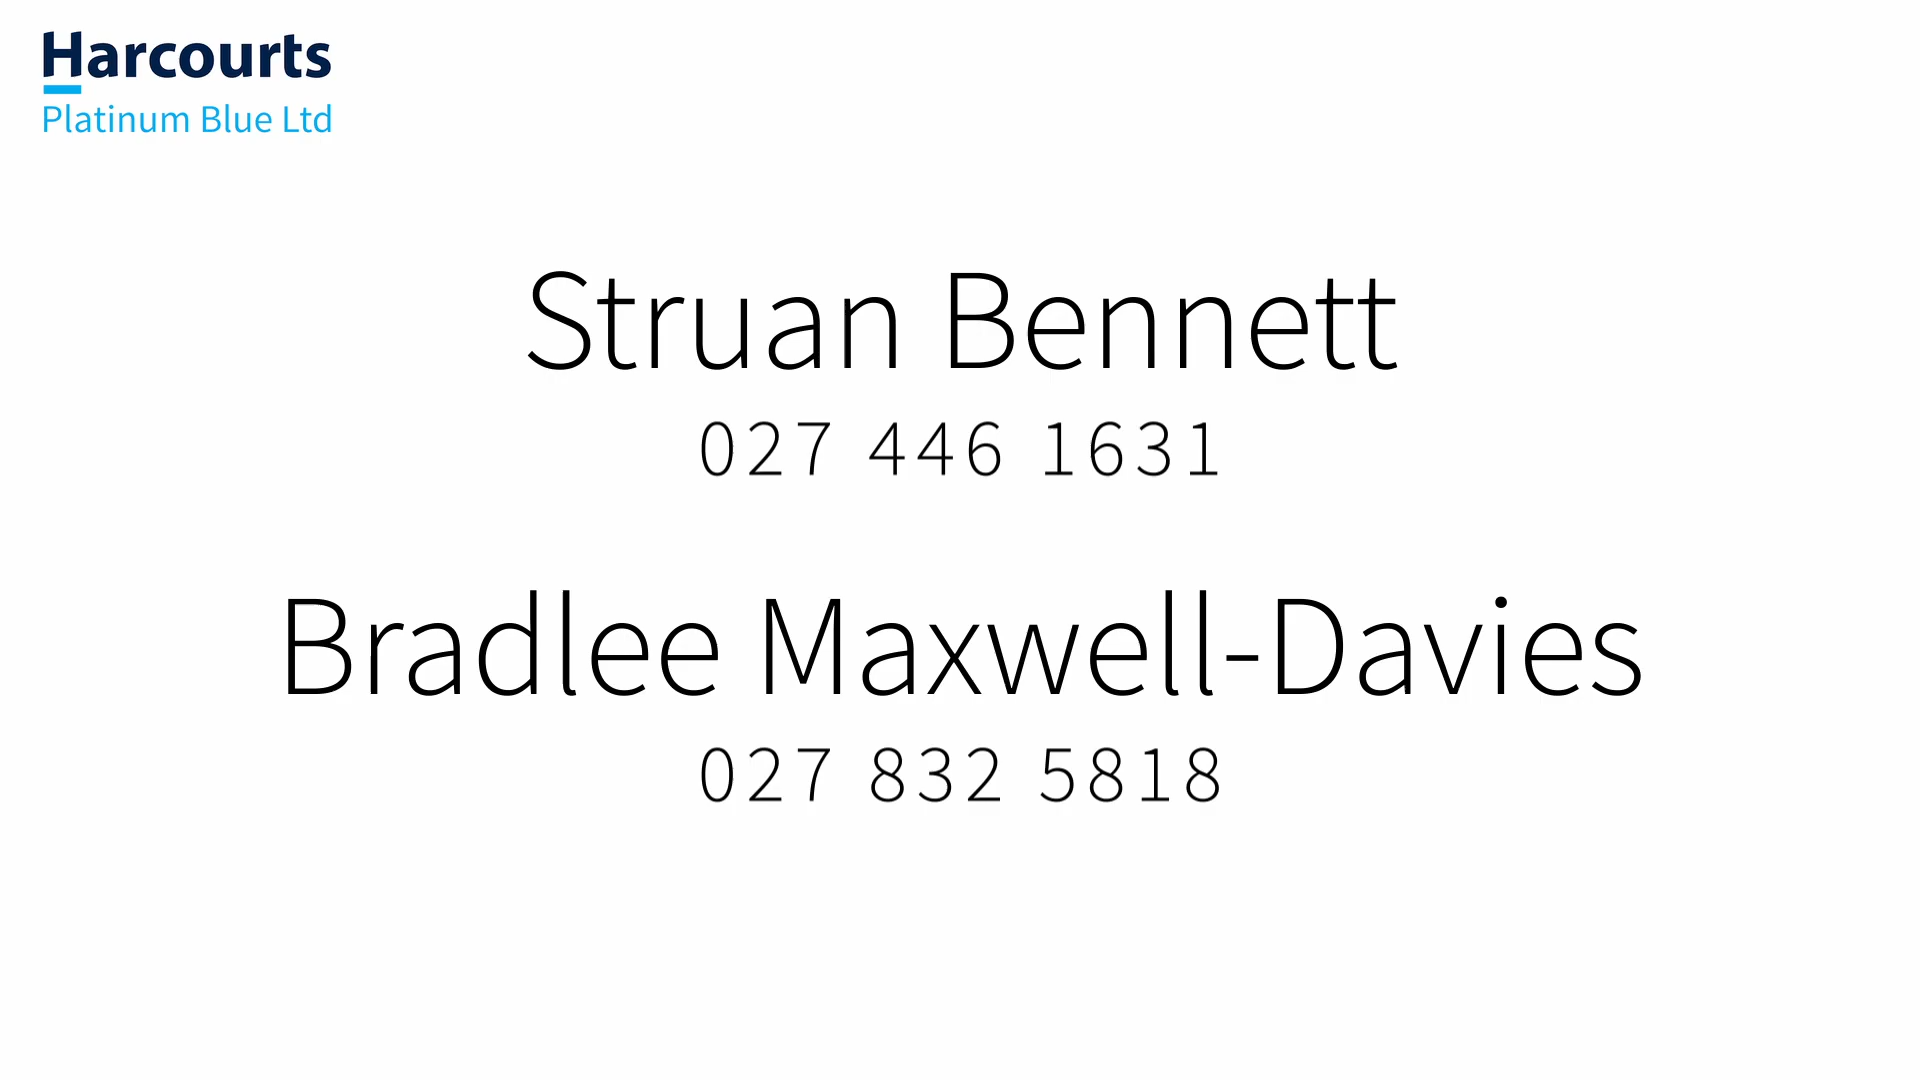 Harcourts
Platinum Blue Ltd
Struan Bennett
027 446 1631
Bradlee Maxwell-Davies
027 832 5818